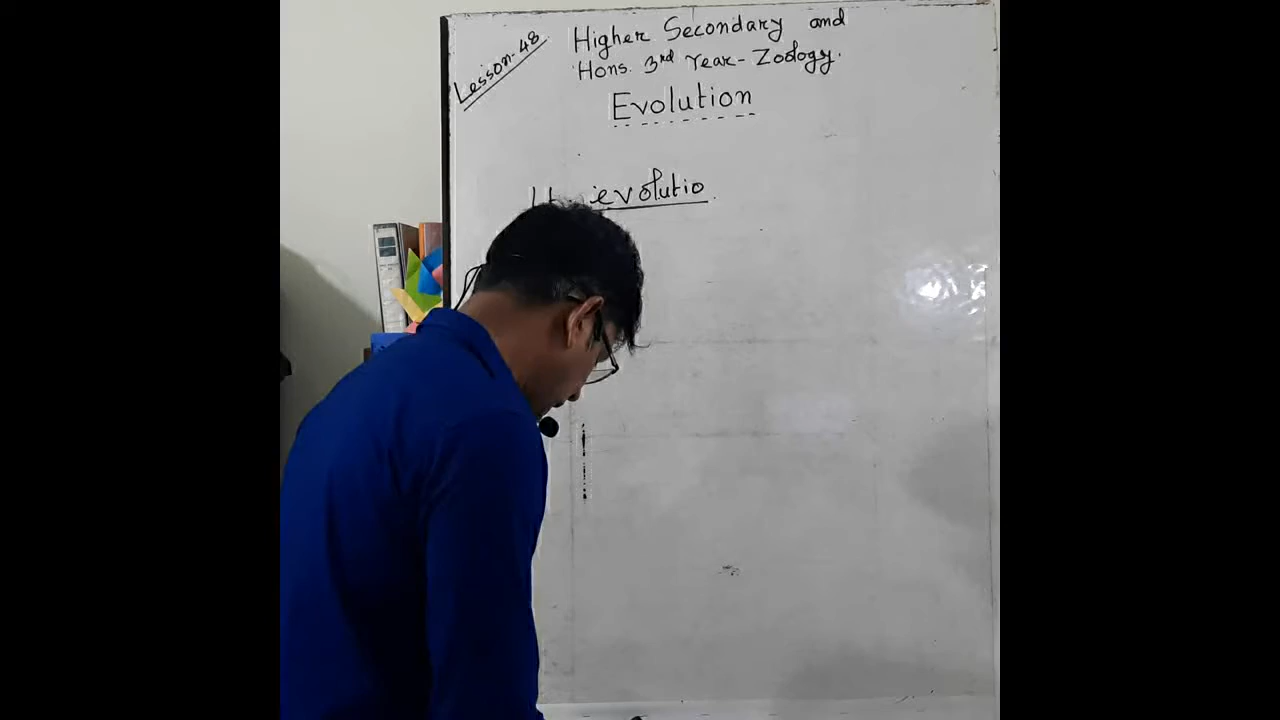 Lesson-48
Higher Secondary and
Hons. 3rd Year - Zoology.
Evolution
evolutio